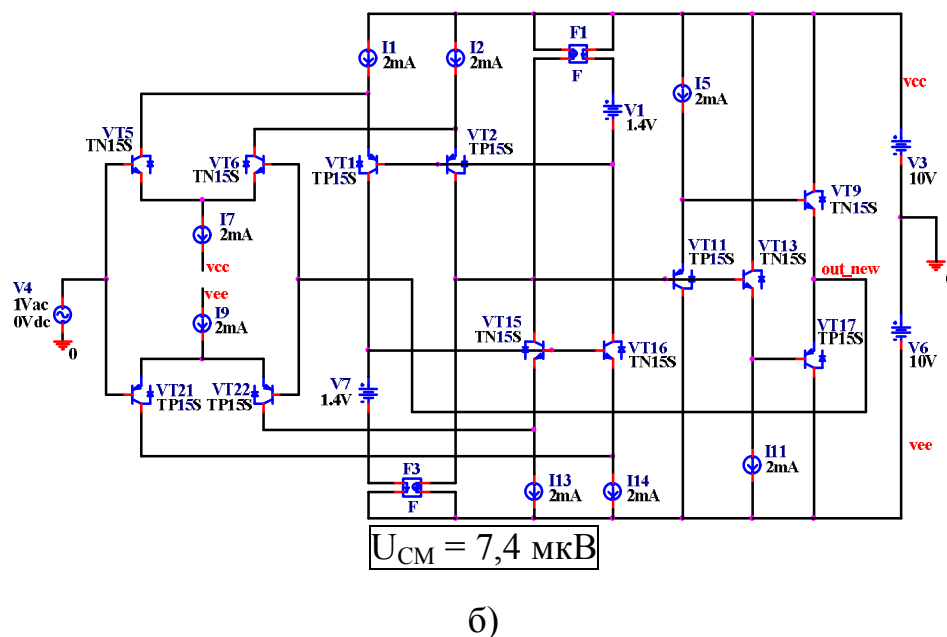 F1
I1
2mA
I2
2mA
F
I5
2mA
V1
1.4V
vcc
VT5
TN15S
VT6
TN15S
VT1
TP15S
VT2
TP15S
V3
10V
VT9
TN15S
I7
2mA
vcc
vee
VT11
TP15S
VT13
TN15S
out_new
0
V4
1Vac
0Vdc
0
I9
2mA
VT15
TN15S
VT16
TN15S
VT17
TP15S
V6
10V
VT21
TP15S
VT22
TP15S
V7
1.4V
vee
F3
F
I13
2mA
I14
2mA
I11
2mA
UСМ = 7,4 мкВ
б)